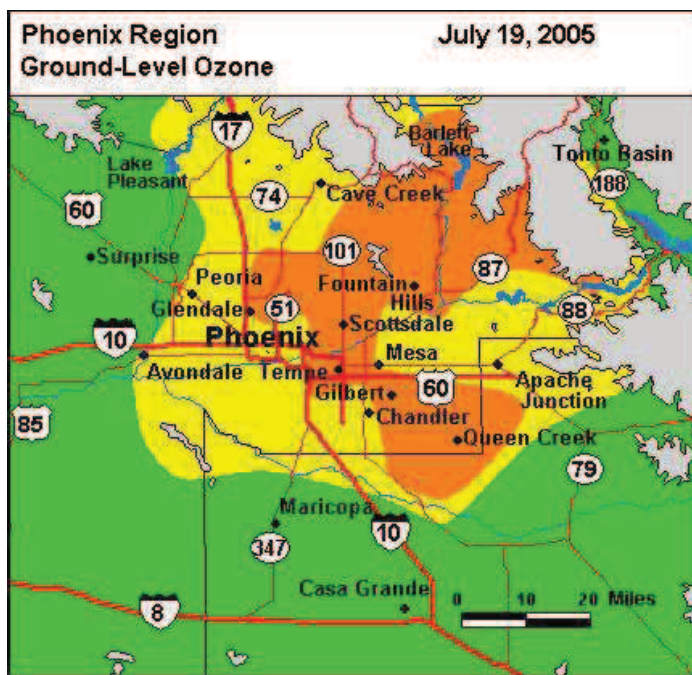 Phoenix Region July 19, 2005
Ground-Level Ozone
17
Barlett
Lake
Tonto Basin
Lake
Pleasant
188
74
Cave Creek
60
101
Surprise
87
Peoria
Fountain
Hills
51
Glendale
88
Scottsdale
Phoenix
10
Mesa
Avondale
Tempe
60
Apache
Junction
Gilbert
85
Chandler
Queen Creek
79
Maricopa
10
347
Casa Grande
0 10 20 Miles
8